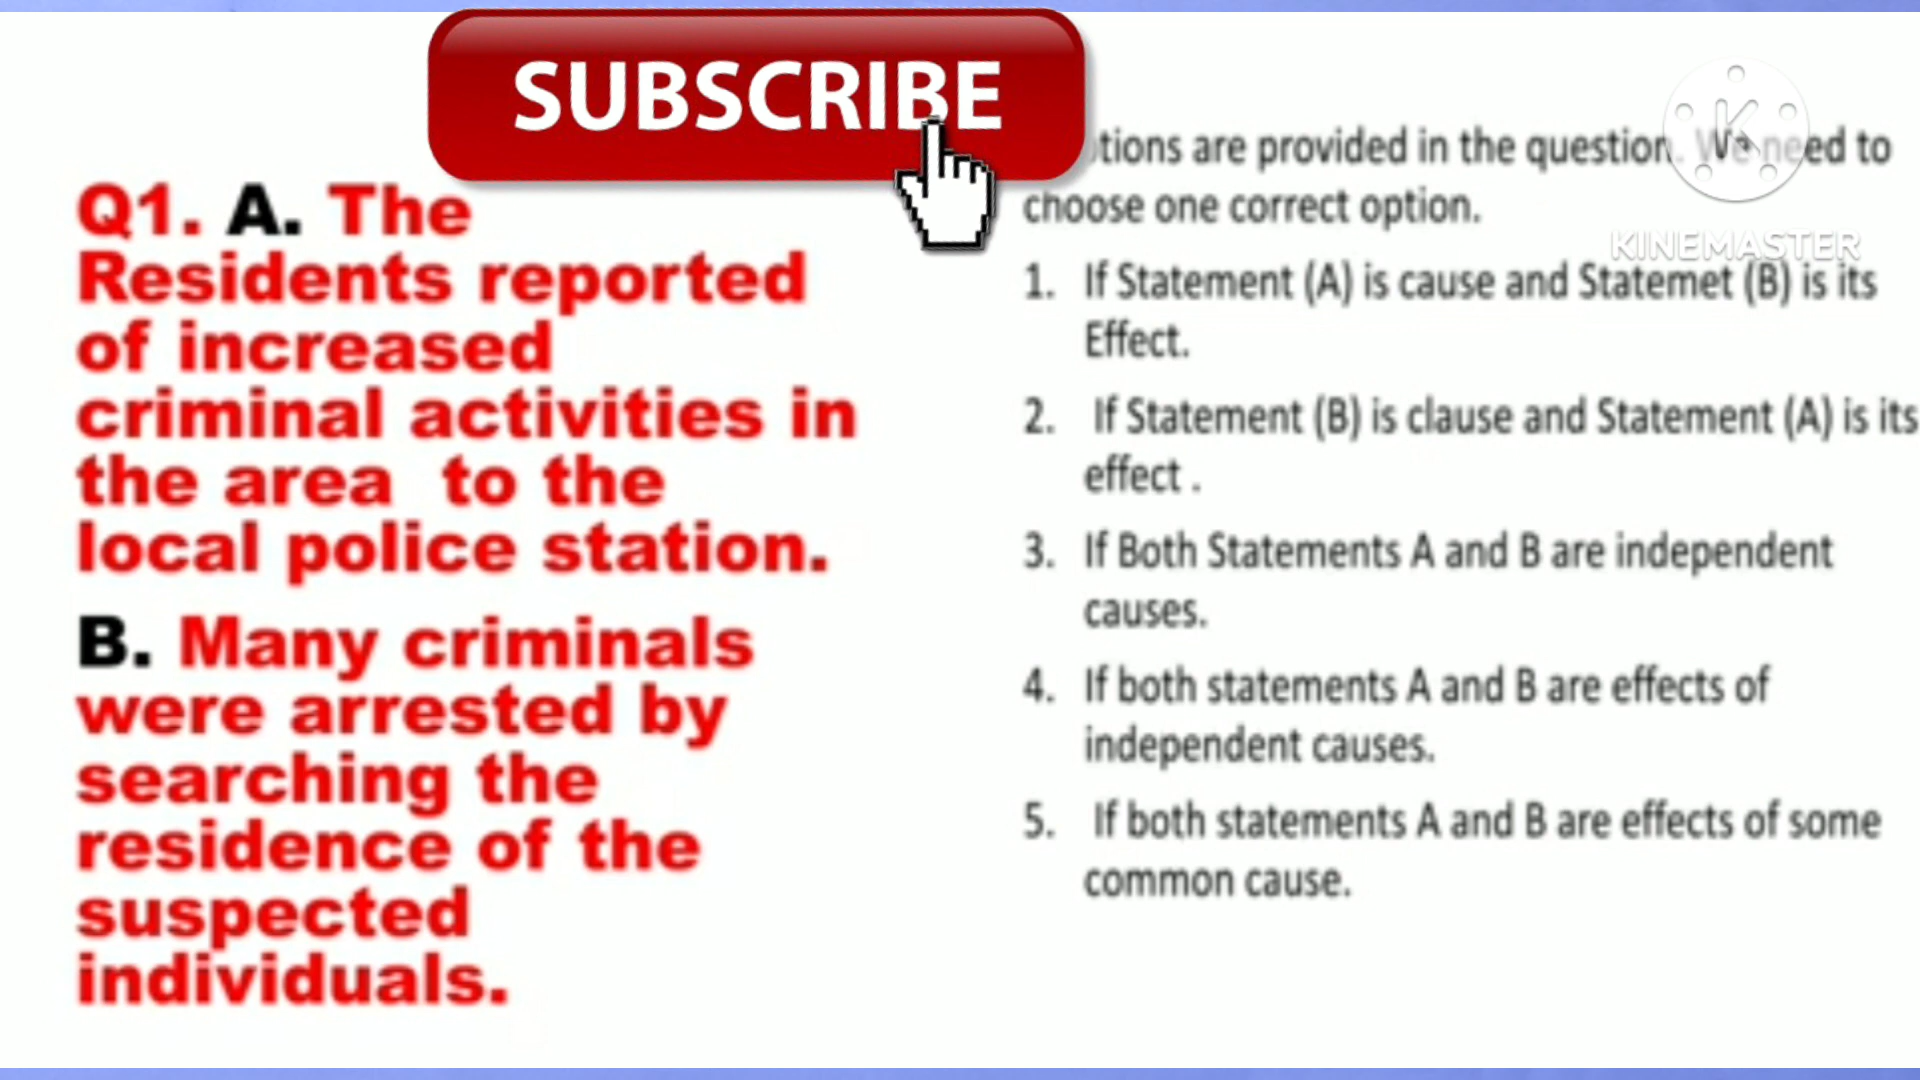 SUBSCRIBE
Q1. A. The
Residents reported
of increased
criminal activities in
the area to the
local police station.
B. Many criminals
were arrested by
searching the
residence of the
suspected
individuals.
tions are provided in the question. We need to
choose one correct option.
1. If Statement (A) is cause and Statemet (B) is its
Effect.
2. If Statement (B) is clause and Statement (A) is its
effect .
3. If Both Statements A and B are independent
causes.
4. If both statements A and B are effects of
independent causes.
5. If both statements A and B are effects of some
common cause.
K
KINEMASTER